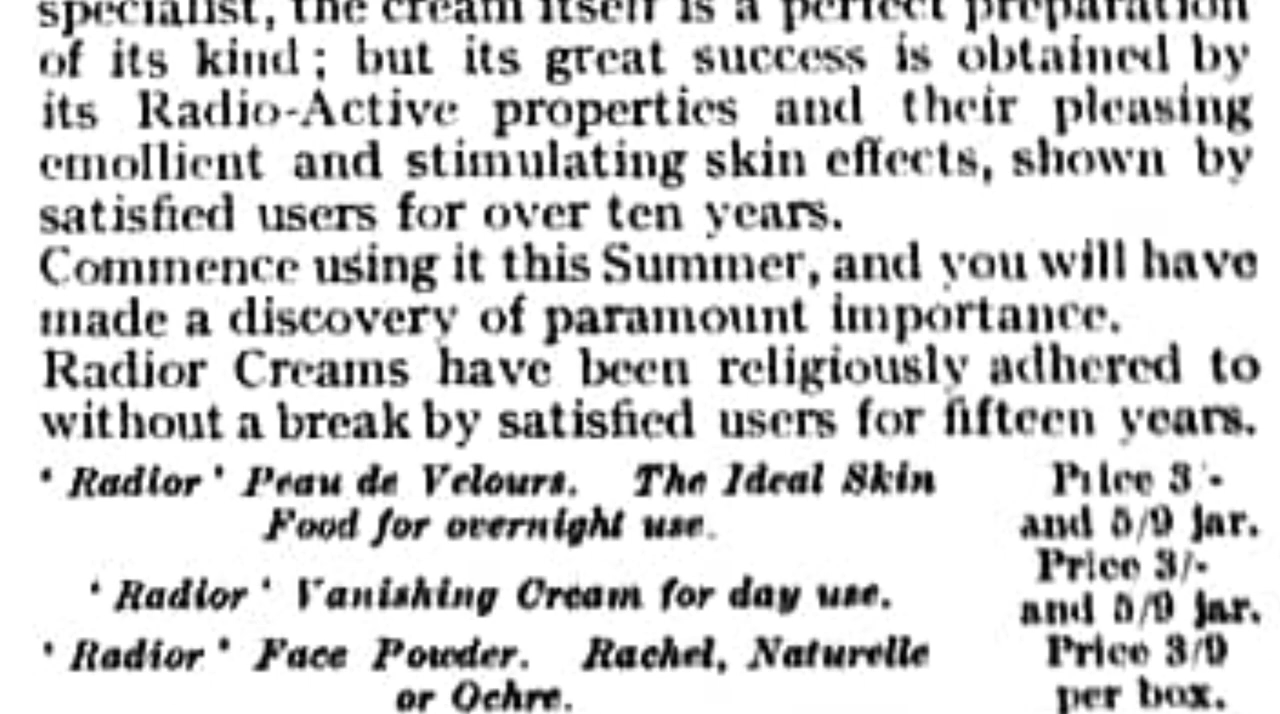 specialist, the cream itself is a perfect preparation
of its kind; but its great success is obtained by
its Radio-Active properties and their pleasing
emollient and stimulating skin effects, shown by
satisfied users for over ten years.
Commence using it this Summer, and you will have
made a discovery of paramount importance.
Radior Creams have been religiously adhered to
without a break by satisfied users for fifteen years.
‘ Radior ’ Peau de Velours. The Ideal Skin Price 3/-
Food for overnight use. and 5/9 jar.
‘ Radior ‘ Vanishing Cream for day use. Price 3/-
and 5/9 jar.
‘ Radior ’ Face Powder. Rachel, Naturelle Price 3/9
or Ochre. per box.